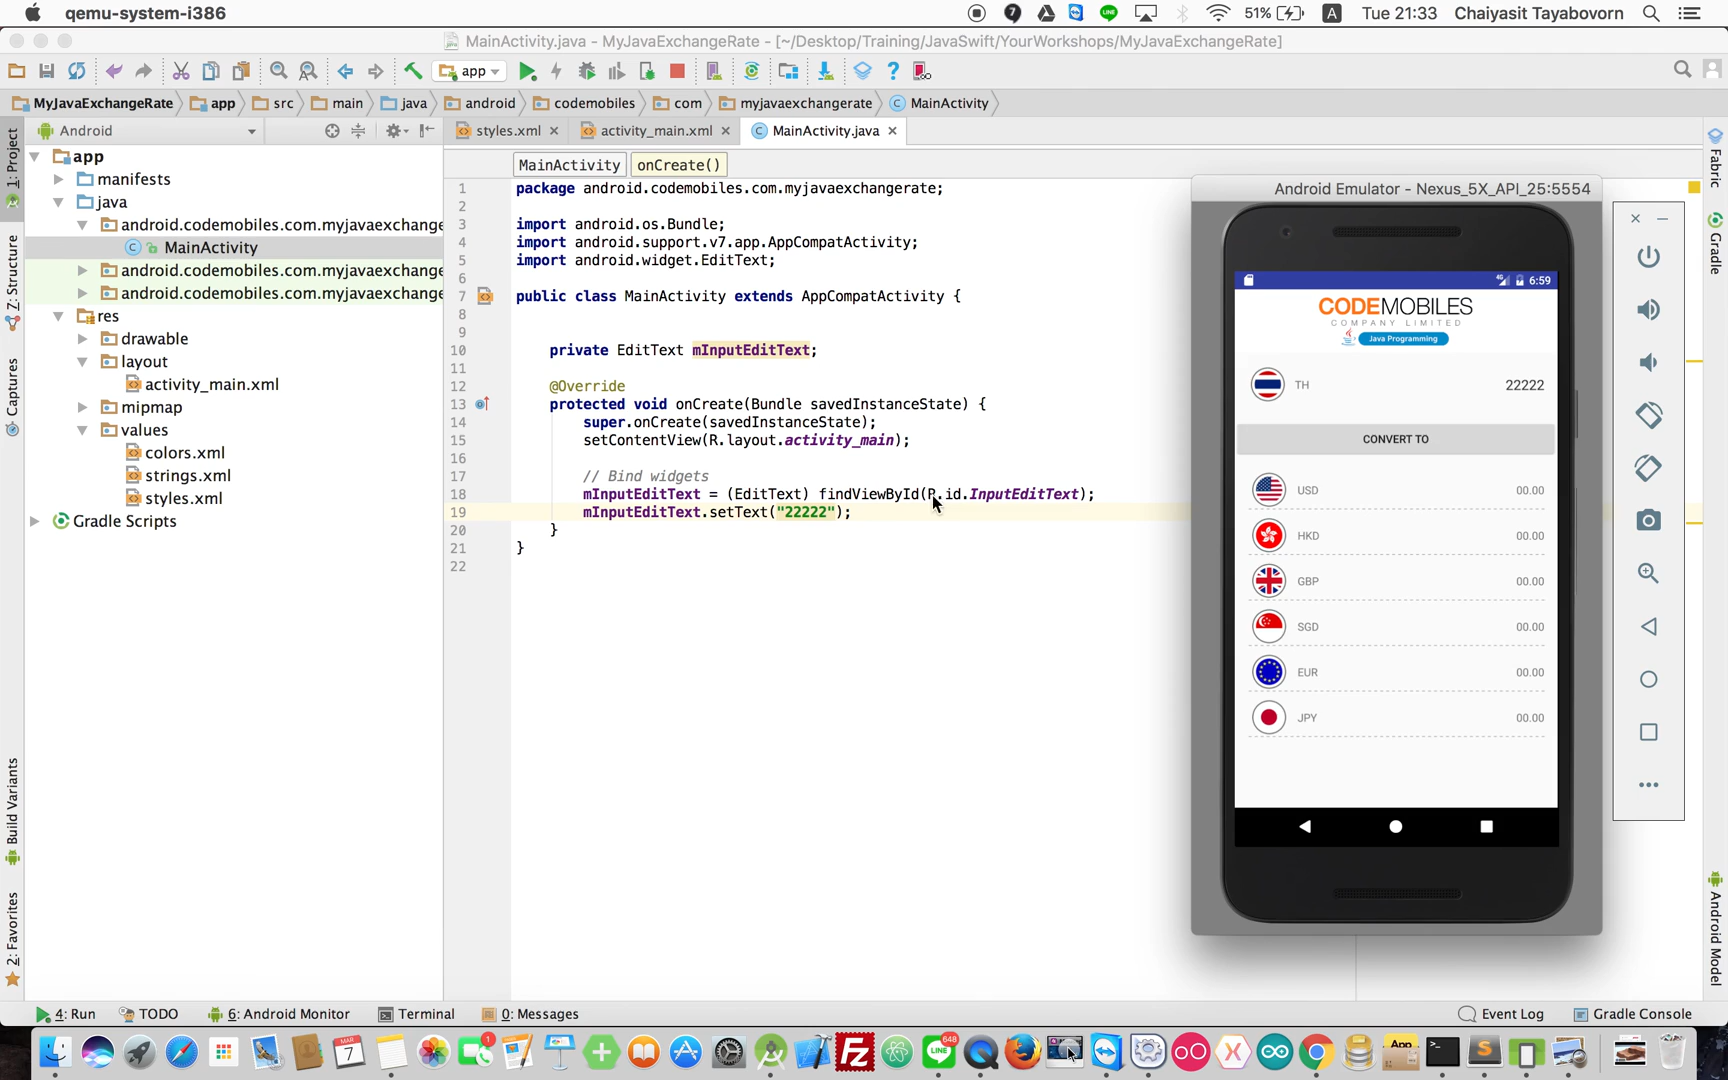 qemu-system-i386
51%
A
Tue 21:33
Chaiyasit Tayabovorn
MainActivity.java - MyJavaExchangeRate - [~/Desktop/Training/JavaSwift/YourWorkshops/MyJavaExchangeRate]
app
MyJavaExchangeRate
app
src
main
java
android
codemobiles
com
myjavaexchangerate
MainActivity
Android
styles.xml
activity_main.xml
MainActivity.java
MainActivity
onCreate()
1: Project
Z: Structure
Captures
Build Variants
2: Favorites
app
manifests
java
android.codemobiles.com.myjavaexchange
MainActivity
android.codemobiles.com.myjavaexchange
android.codemobiles.com.myjavaexchange
res
drawable
layout
activity_main.xml
mipmap
values
colors.xml
strings.xml
styles.xml
Gradle Scripts
1 package android.codemobiles.com.myjavaexchangerate;
2
3 import android.os.Bundle;
4 import android.support.v7.app.AppCompatActivity;
5 import android.widget.EditText;
6
7 public class MainActivity extends AppCompatActivity {
8
9
10 private EditText mInputEditText;
11
12 @Override
13 protected void onCreate(Bundle savedInstanceState) {
14 super.onCreate(savedInstanceState);
15 setContentView(R.layout.activity_main);
16
17 // Bind widgets
18 mInputEditText = (EditText) findViewById(R.id.InputEditText);
19 mInputEditText.setText("22222");
20 }
21 }
22
Android Emulator - Nexus_5X_API_25:5554
6:59
CODEMOBILES
COMPANY LIMITED
Java Programming
TH 22222
CONVERT TO
USD 00.00
HKD 00.00
GBP 00.00
SGD 00.00
EUR 00.00
JPY 00.00
Fabric
Gradle
Android Model
4: Run
TODO
6: Android Monitor
Terminal
0: Messages
Event Log
Gradle Console
MAR
7
1
648
App